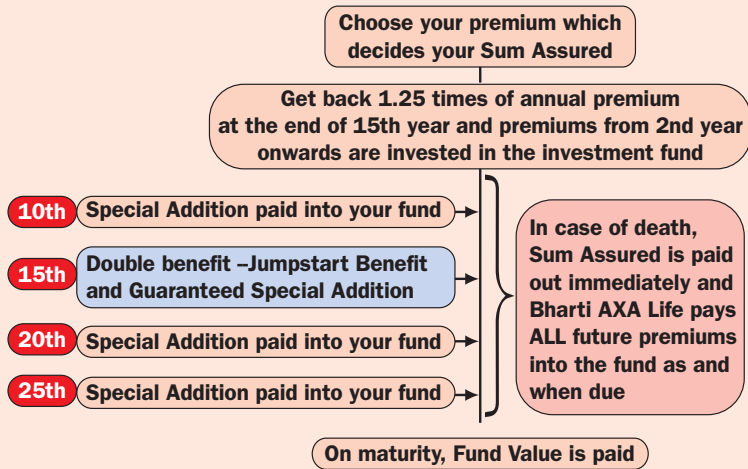 Choose your premium which
decides your Sum Assured
Get back 1.25 times of annual premium
at the end of 15th year and premiums from 2nd year
onwards are invested in the investment fund
10th
Special Addition paid into your fund
15th
Double benefit –Jumpstart Benefit
and Guaranteed Special Addition
20th
Special Addition paid into your fund
25th
Special Addition paid into your fund
In case of death,
Sum Assured is paid
out immediately and
Bharti AXA Life pays
ALL future premiums
into the fund as and
when due
On maturity, Fund Value is paid